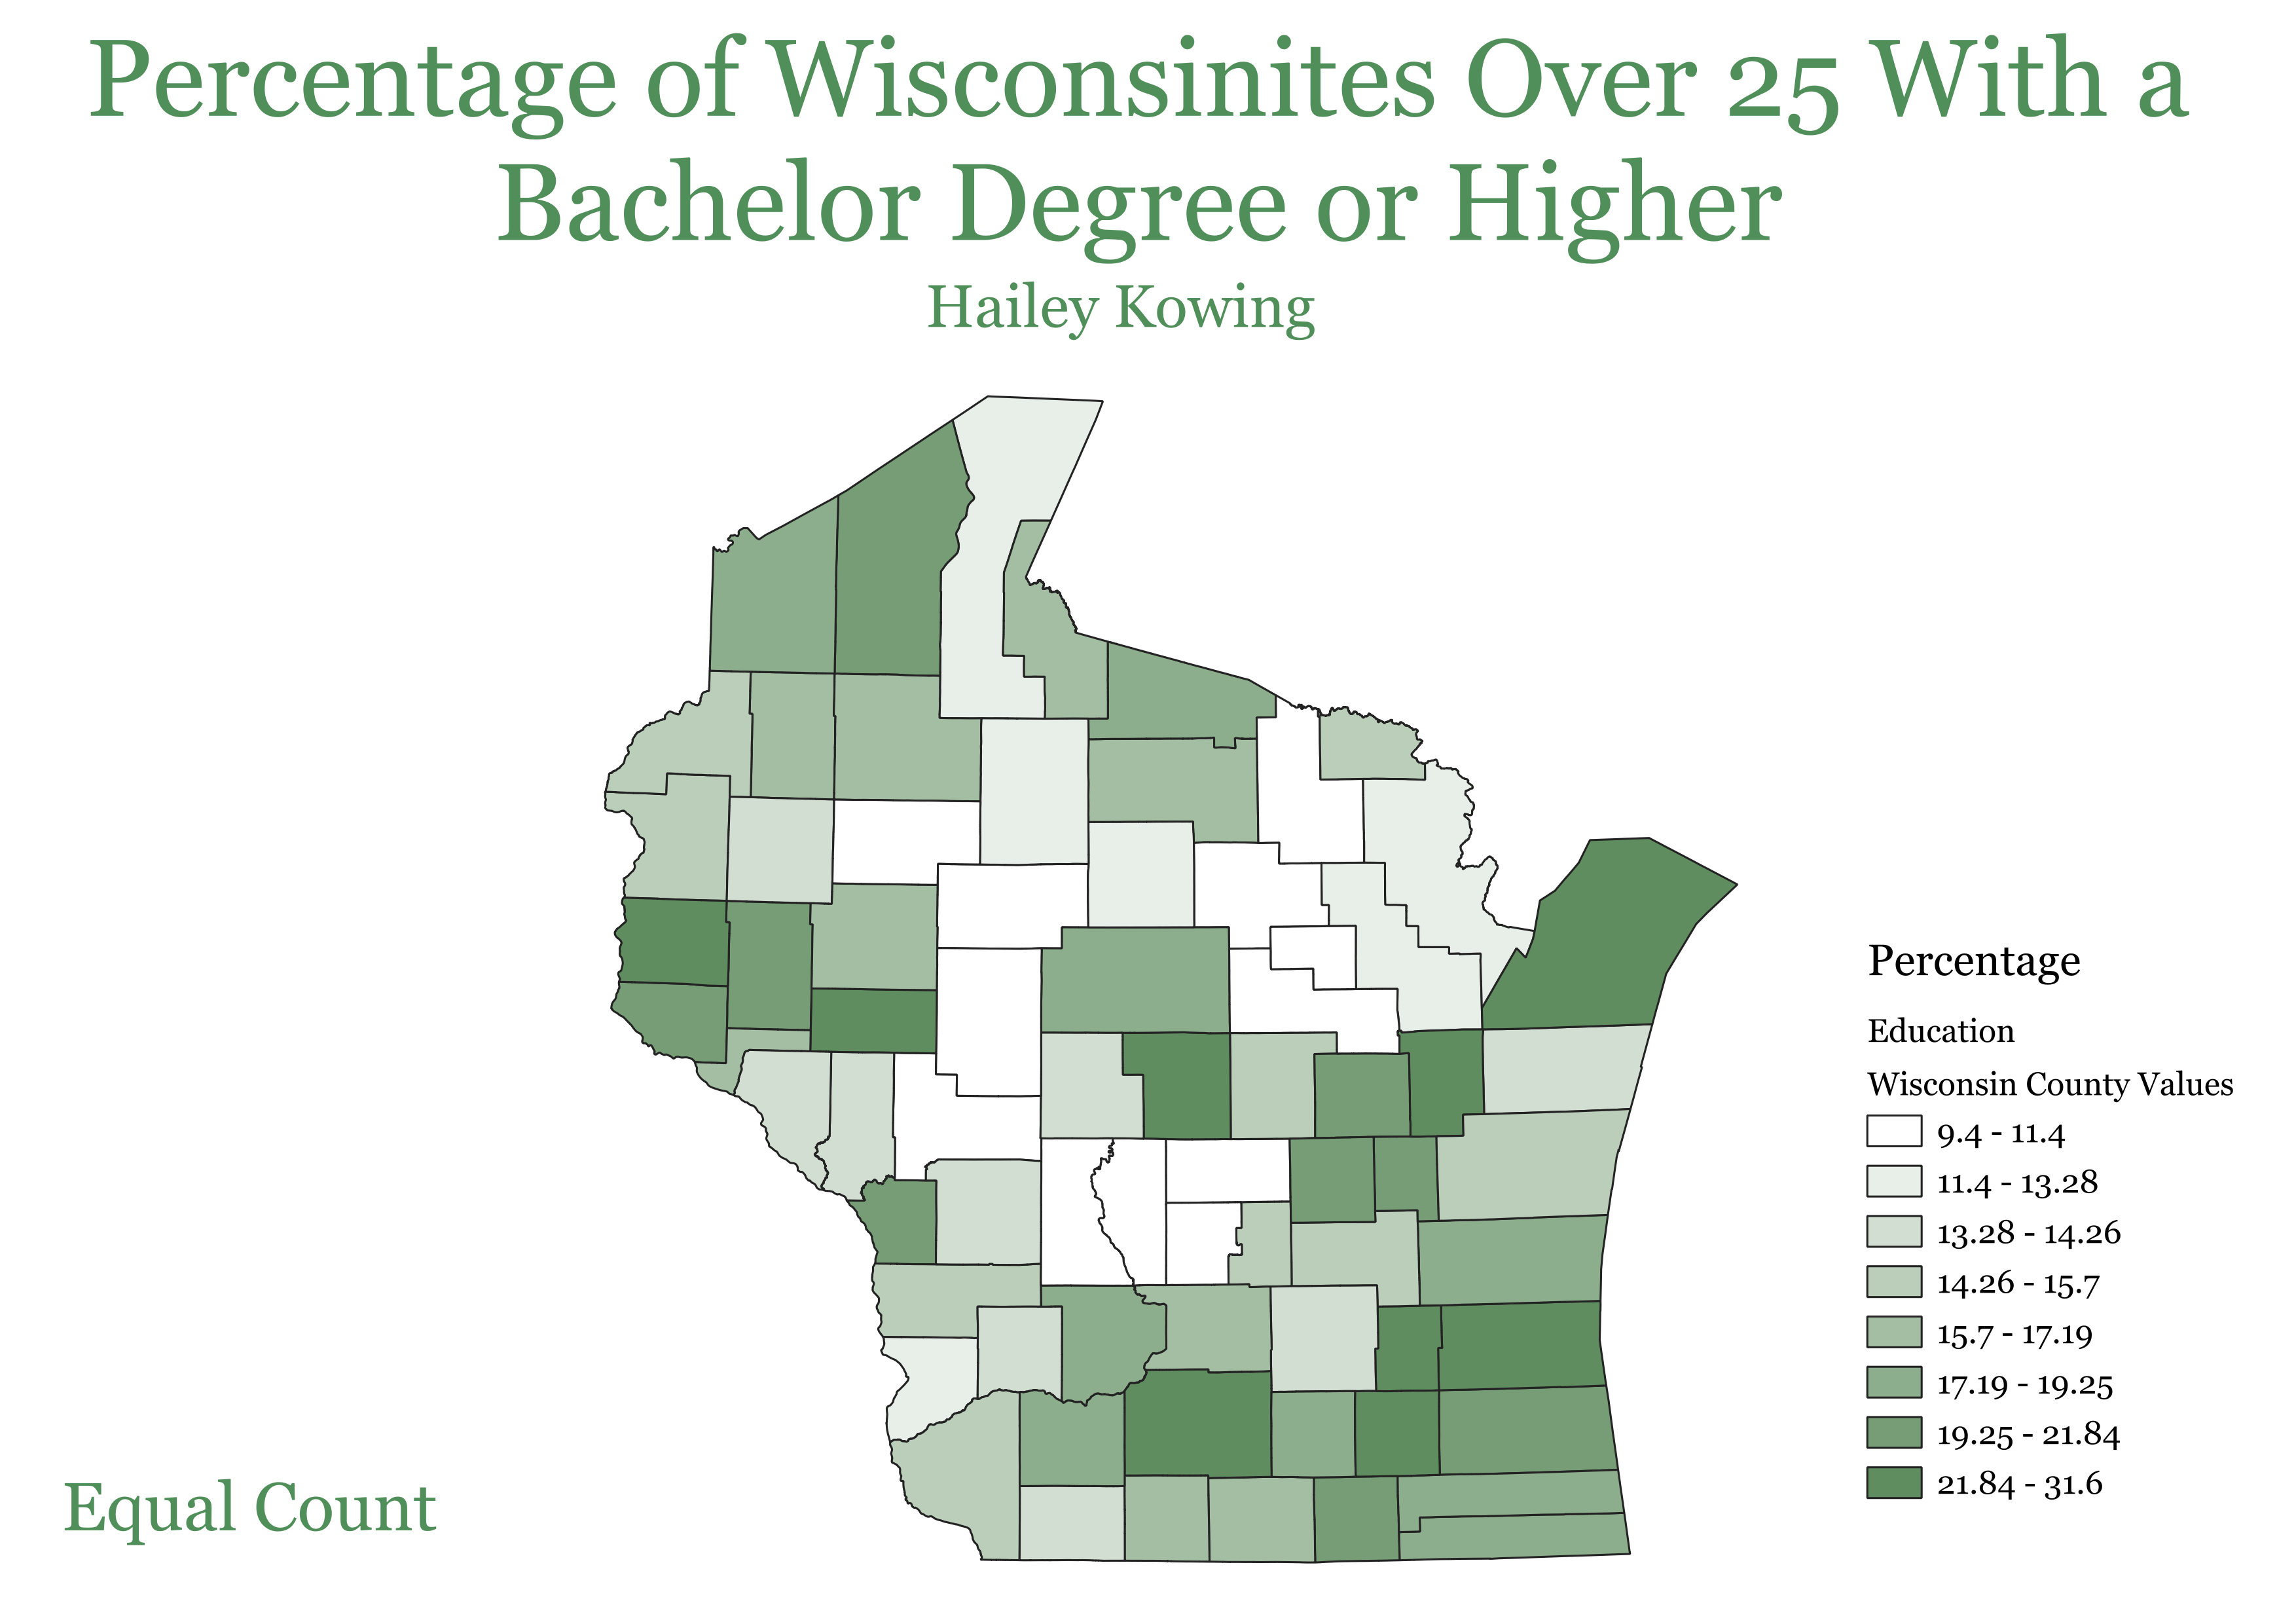 Percentage of Wisconsinites Over 25 With a
Bachelor Degree or Higher
Hailey Kowing
Percentage
Education
Wisconsin County Values
9.4 - 11.4
11.4 - 13.28
13.28 - 14.26
14.26 - 15.7
15.7 - 17.19
17.19 - 19.25
19.25 - 21.84
21.84 - 31.6
Equal Count